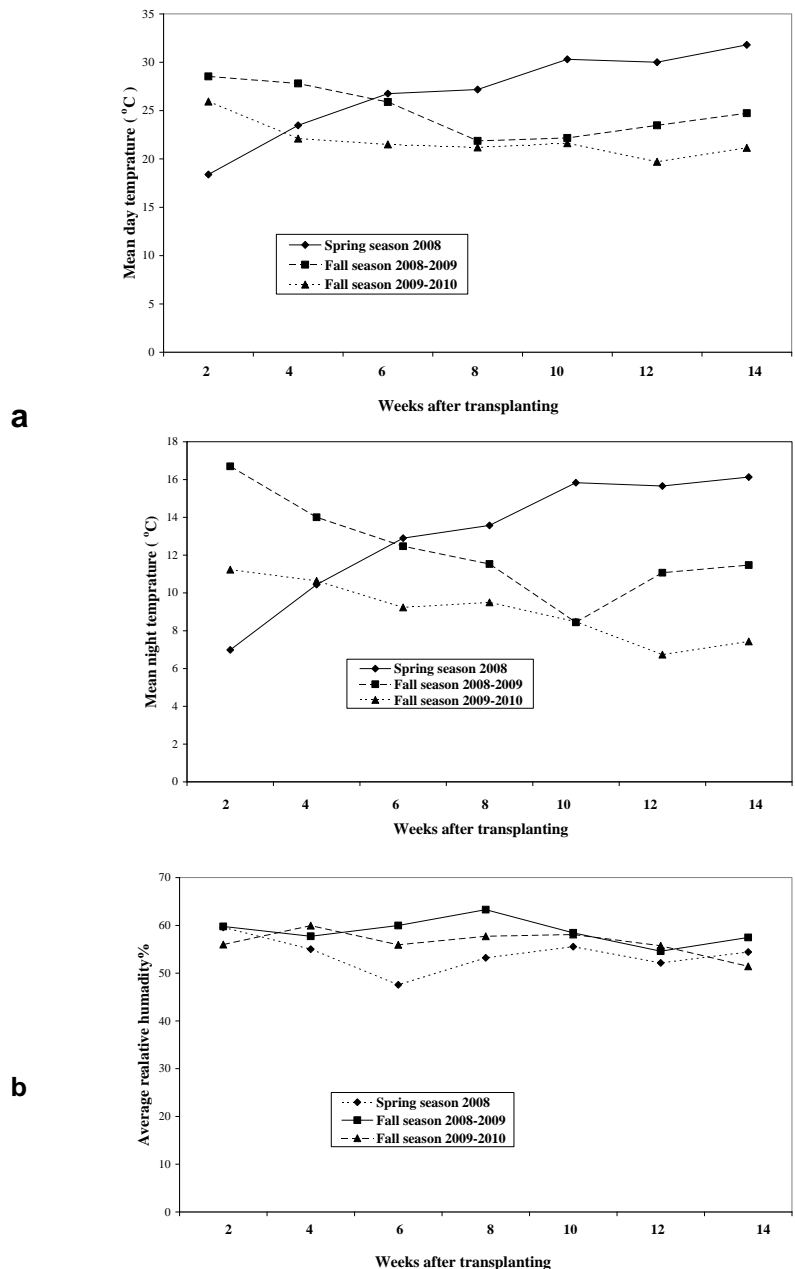 35
30
25
20
15
10
5
0
Mean day temprature ( °C)
Spring season 2008
Fall season 2008-2009
Fall season 2009-2010
2 4 6 8 10 12 14
Weeks after transplanting
a
18
16
14
12
10
8
6
4
2
0
Mean night temprature ( °C)
Spring season 2008
Fall season 2008-2009
Fall season 2009-2010
2 4 6 8 10 12 14
Weeks after transplanting
70
60
50
40
30
20
10
0
Average realative humadity%
b
Spring season 2008
Fall season 2008-2009
Fall season 2009-2010
2 4 6 8 10 12 14
Weeks after transplanting